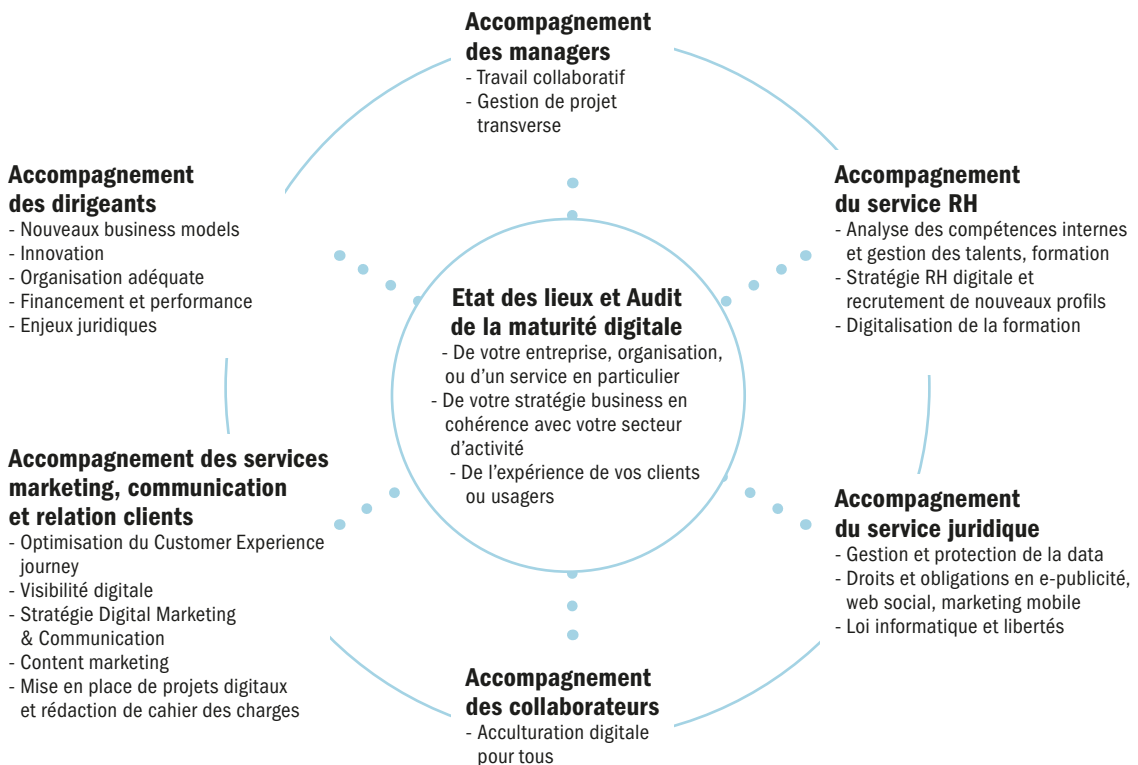 Accompagnement
des managers
- Travail collaboratif
- Gestion de projet
transverse
Accompagnement
des dirigeants
- Nouveaux business models
- Innovation
- Organisation adéquate
- Financement et performance
- Enjeux juridiques
Accompagnement
du service RH
- Analyse des compétences internes
et gestion des talents, formation
- Stratégie RH digitale et
recrutement de nouveaux profils
- Digitalisation de la formation
Etat des lieux et Audit
de la maturité digitale
- De votre entreprise, organisation,
ou d'un service en particulier
- De votre stratégie business en
cohérence avec votre secteur
d'activité
- De l'expérience de vos clients
ou usagers
Accompagnement des services
marketing, communication
et relation clients
- Optimisation du Customer Experience
journey
- Visibilité digitale
- Stratégie Digital Marketing
& Communication
- Content marketing
- Mise en place de projets digitaux
et rédaction de cahier des charges
Accompagnement
du service juridique
- Gestion et protection de la data
- Droits et obligations en e-publicité,
web social, marketing mobile
- Loi informatique et libertés
Accompagnement
des collaborateurs
- Acculturation digitale
pour tous